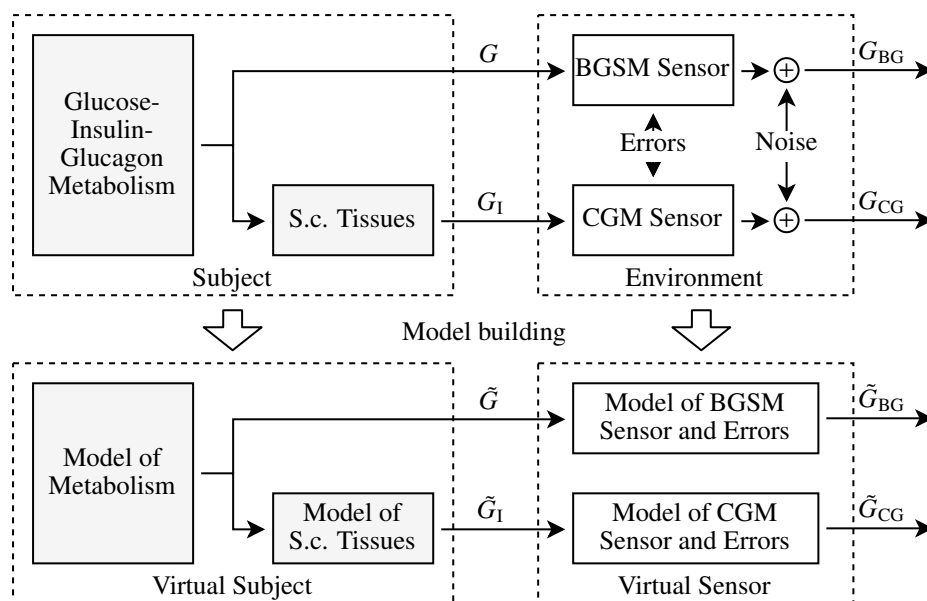 Glucose-
Insulin-
Glucagon
Metabolism
S.c. Tissues
Subject
G
G_I
BGSM Sensor
Errors
CGM Sensor
Noise
Environment
G_BG
G_CG
Model building
Model of
Metabolism
Model of
S.c. Tissues
Virtual Subject
G̃
G̃_I
Model of BGSM
Sensor and Errors
Model of CGM
Sensor and Errors
Virtual Sensor
G̃_BG
G̃_CG